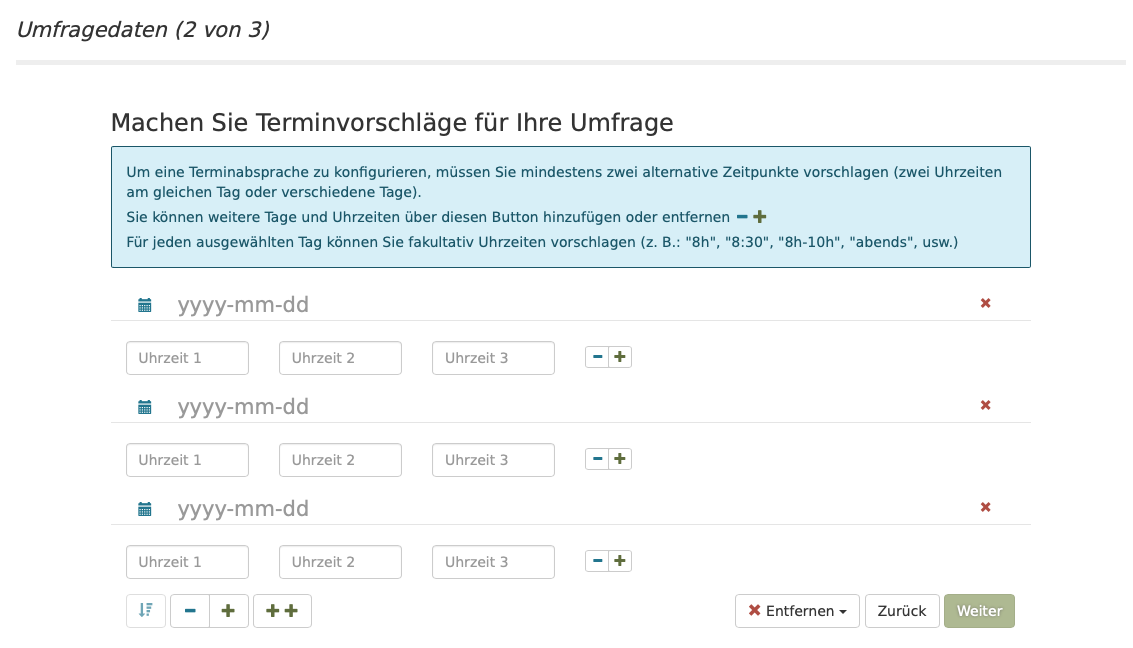 Umfragedaten (2 von 3)
Machen Sie Terminvorschläge für Ihre Umfrage
Um eine Terminabsprache zu konfigurieren, müssen Sie mindestens zwei alternative Zeitpunkte vorschlagen (zwei Uhrzeiten
am gleichen Tag oder verschiedene Tage).
Sie können weitere Tage und Uhrzeiten über diesen Button hinzufügen oder entfernen
Für jeden ausgewählten Tag können Sie fakultativ Uhrzeiten vorschlagen (z. B.: "8h", "8:30", "8h-10h", "abends", usw.)
yyyy-mm-dd
Uhrzeit 1 Uhrzeit 2 Uhrzeit 3
yyyy-mm-dd
Uhrzeit 1 Uhrzeit 2 Uhrzeit 3
yyyy-mm-dd
Uhrzeit 1 Uhrzeit 2 Uhrzeit 3
Entfernen Zurück Weiter